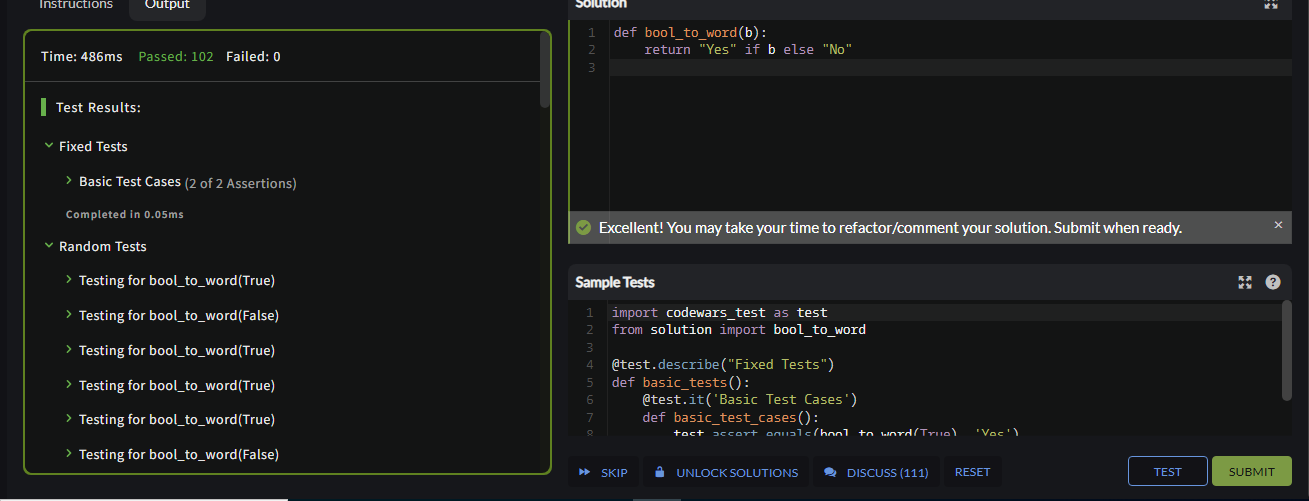 Instructions
Output
Time: 486ms Passed: 102 Failed: 0
Test Results:
Fixed Tests
Basic Test Cases (2 of 2 Assertions)
Completed in 0.05ms
Random Tests
Testing for bool_to_word(True)
Testing for bool_to_word(False)
Testing for bool_to_word(True)
Testing for bool_to_word(True)
Testing for bool_to_word(True)
Testing for bool_to_word(False)
Solution
1 def bool_to_word(b):
2     return "Yes" if b else "No"
3
Excellent! You may take your time to refactor/comment your solution. Submit when ready. ×
Sample Tests ?
1 import codewars_test as test
2 from solution import bool_to_word
3
4 @test.describe("Fixed Tests")
5 def basic_tests():
6     @test.it('Basic Test Cases')
7     def basic_test_cases():
8         test.assert_equals(bool_to_word(True), 'Yes')
SKIP UNLOCK SOLUTIONS DISCUSS (111) RESET TEST SUBMIT